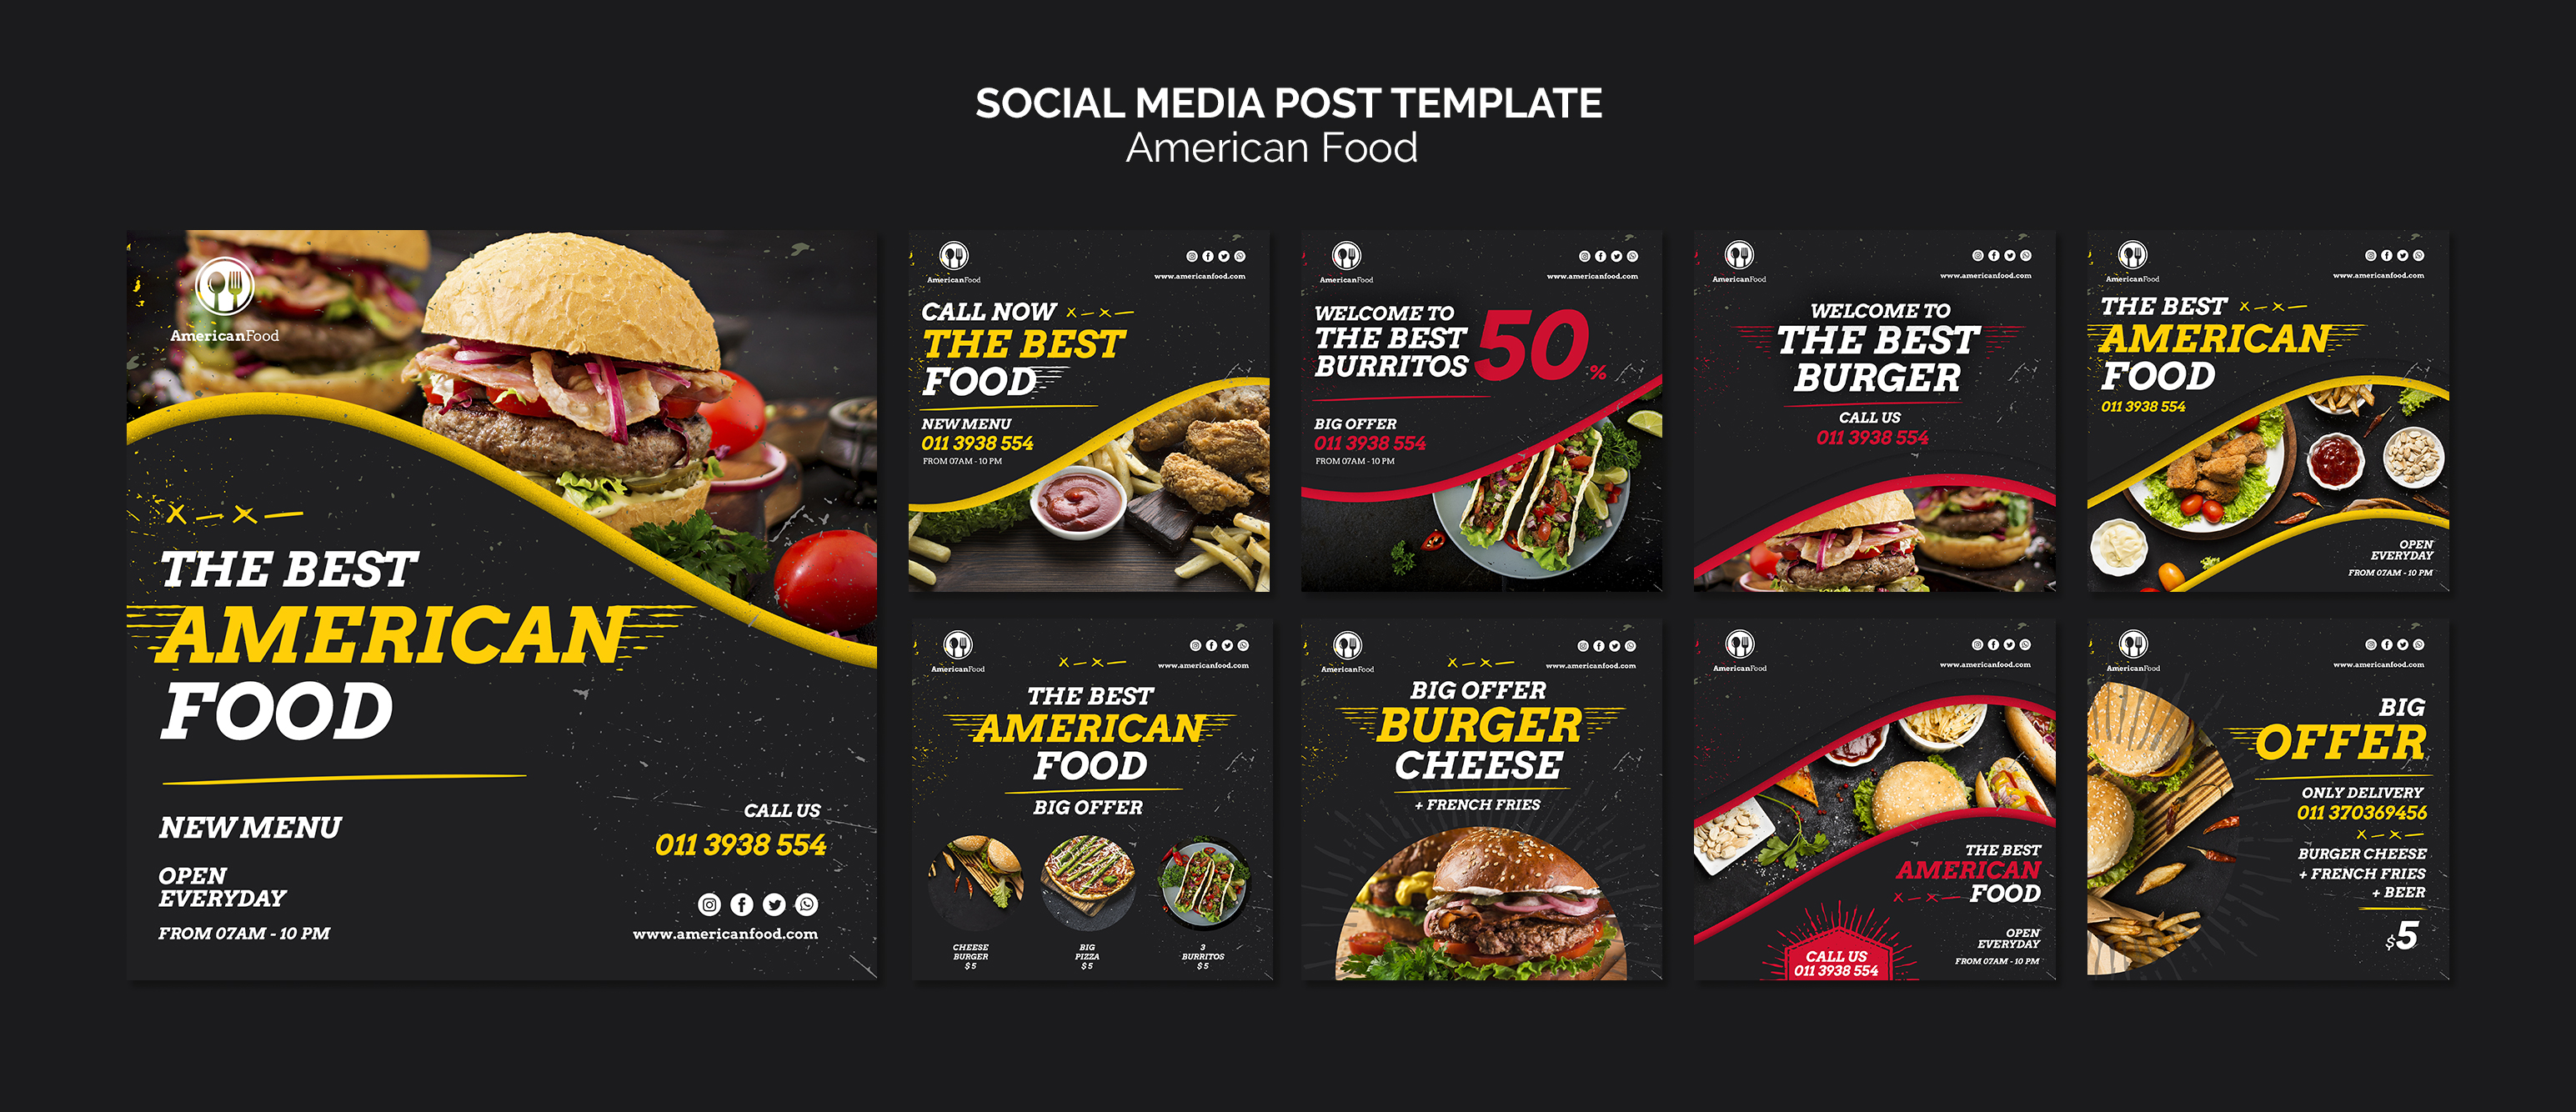 SOCIAL MEDIA POST TEMPLATE
American Food
AmericanFood
THE BEST
AMERICAN
FOOD
NEW MENU
OPEN
EVERYDAY
FROM 07AM - 10 PM
CALL US
011 3938 554
www.americanfood.com
AmericanFood
www.americanfood.com
CALL NOW
THE BEST
FOOD
NEW MENU
011 3938 554
FROM 07AM - 10 PM
AmericanFood
www.americanfood.com
WELCOME TO
THE BEST
BURRITOS
50%
BIG OFFER
011 3938 554
FROM 07AM - 10 PM
AmericanFood
www.americanfood.com
WELCOME TO
THE BEST
BURGER
CALL US
011 3938 554
AmericanFood
www.americanfood.com
THE BEST
AMERICAN
FOOD
011 3938 554
OPEN
EVERYDAY
FROM 07AM - 10 PM
AmericanFood
www.americanfood.com
THE BEST
AMERICAN
FOOD
BIG OFFER
CHEESE
BURGER
$5
BIG
PIZZA
$5
3
BURRITOS
$5
AmericanFood
www.americanfood.com
BIG OFFER
BURGER
CHEESE
+ FRENCH FRIES
AmericanFood
www.americanfood.com
THE BEST
AMERICAN
FOOD
OPEN
EVERYDAY
FROM 07AM - 10 PM
CALL US
011 3938 554
AmericanFood
www.americanfood.com
BIG
OFFER
ONLY DELIVERY
011 370369456
BURGER CHEESE
+ FRENCH FRIES
+ BEER
$5